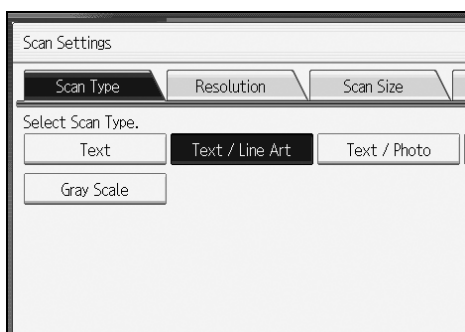 Scan Settings
Scan Type Resolution Scan Size
Select Scan Type.
Text Text / Line Art Text / Photo
Gray Scale